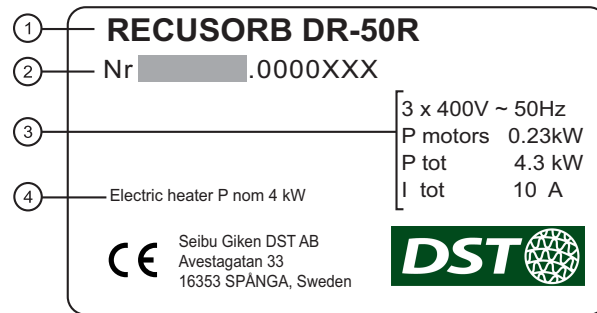 1 RECUSORB DR-50R
2 Nr .0000XXX
3 3 x 400V ~ 50Hz
P motors 0.23kW
P tot 4.3 kW
I tot 10 A
4 Electric heater P nom 4 kW
CE Seibu Giken DST AB
Avestagatan 33
16353 SPÅNGA, Sweden
DST